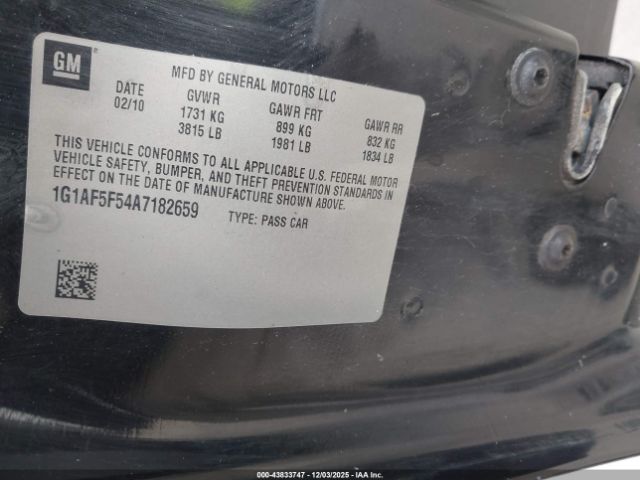 GM
MFD BY GENERAL MOTORS LLC
DATE GVWR GAWR FRT GAWR RR
02/10 1731 KG 899 KG 832 KG
3815 LB 1981 LB 1834 LB
THIS VEHICLE CONFORMS TO ALL APPLICABLE U.S. FEDERAL MOTOR
VEHICLE SAFETY, BUMPER, AND THEFT PREVENTION STANDARDS IN
EFFECT ON THE DATE OF MANUFACTURE SHOWN ABOVE.
1G1AF5F54A7182659 TYPE: PASS CAR
000-43833747 - 12/03/2025 - IAA Inc.